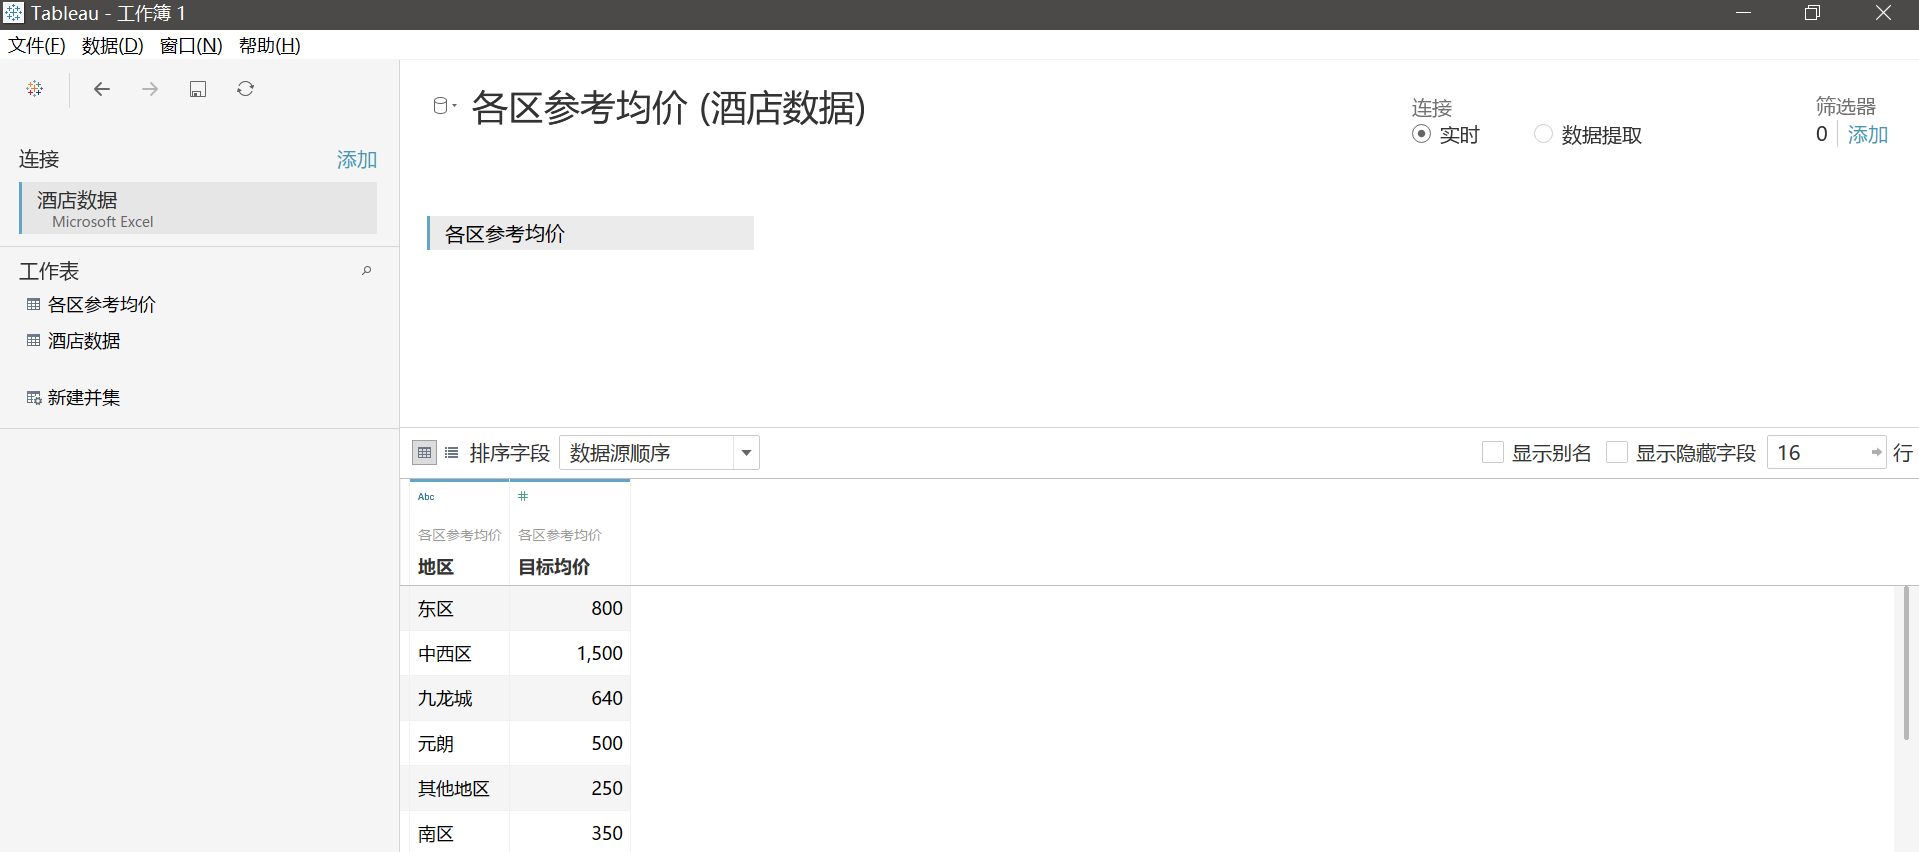 Tableau - 工作簿 1
文件(F) 数据(D) 窗口(N) 帮助(H)
连接 添加
酒店数据
Microsoft Excel
工作表
各区参考均价
酒店数据
新建并集
各区参考均价 (酒店数据)
连接
实时 数据提取
筛选器
0 添加
各区参考均价
排序字段 数据源顺序 显示别名 显示隐藏字段 16 行
Abc #
各区参考均价 各区参考均价
地区 目标均价
东区 800
中西区 1,500
九龙城 640
元朗 500
其他地区 250
南区 350